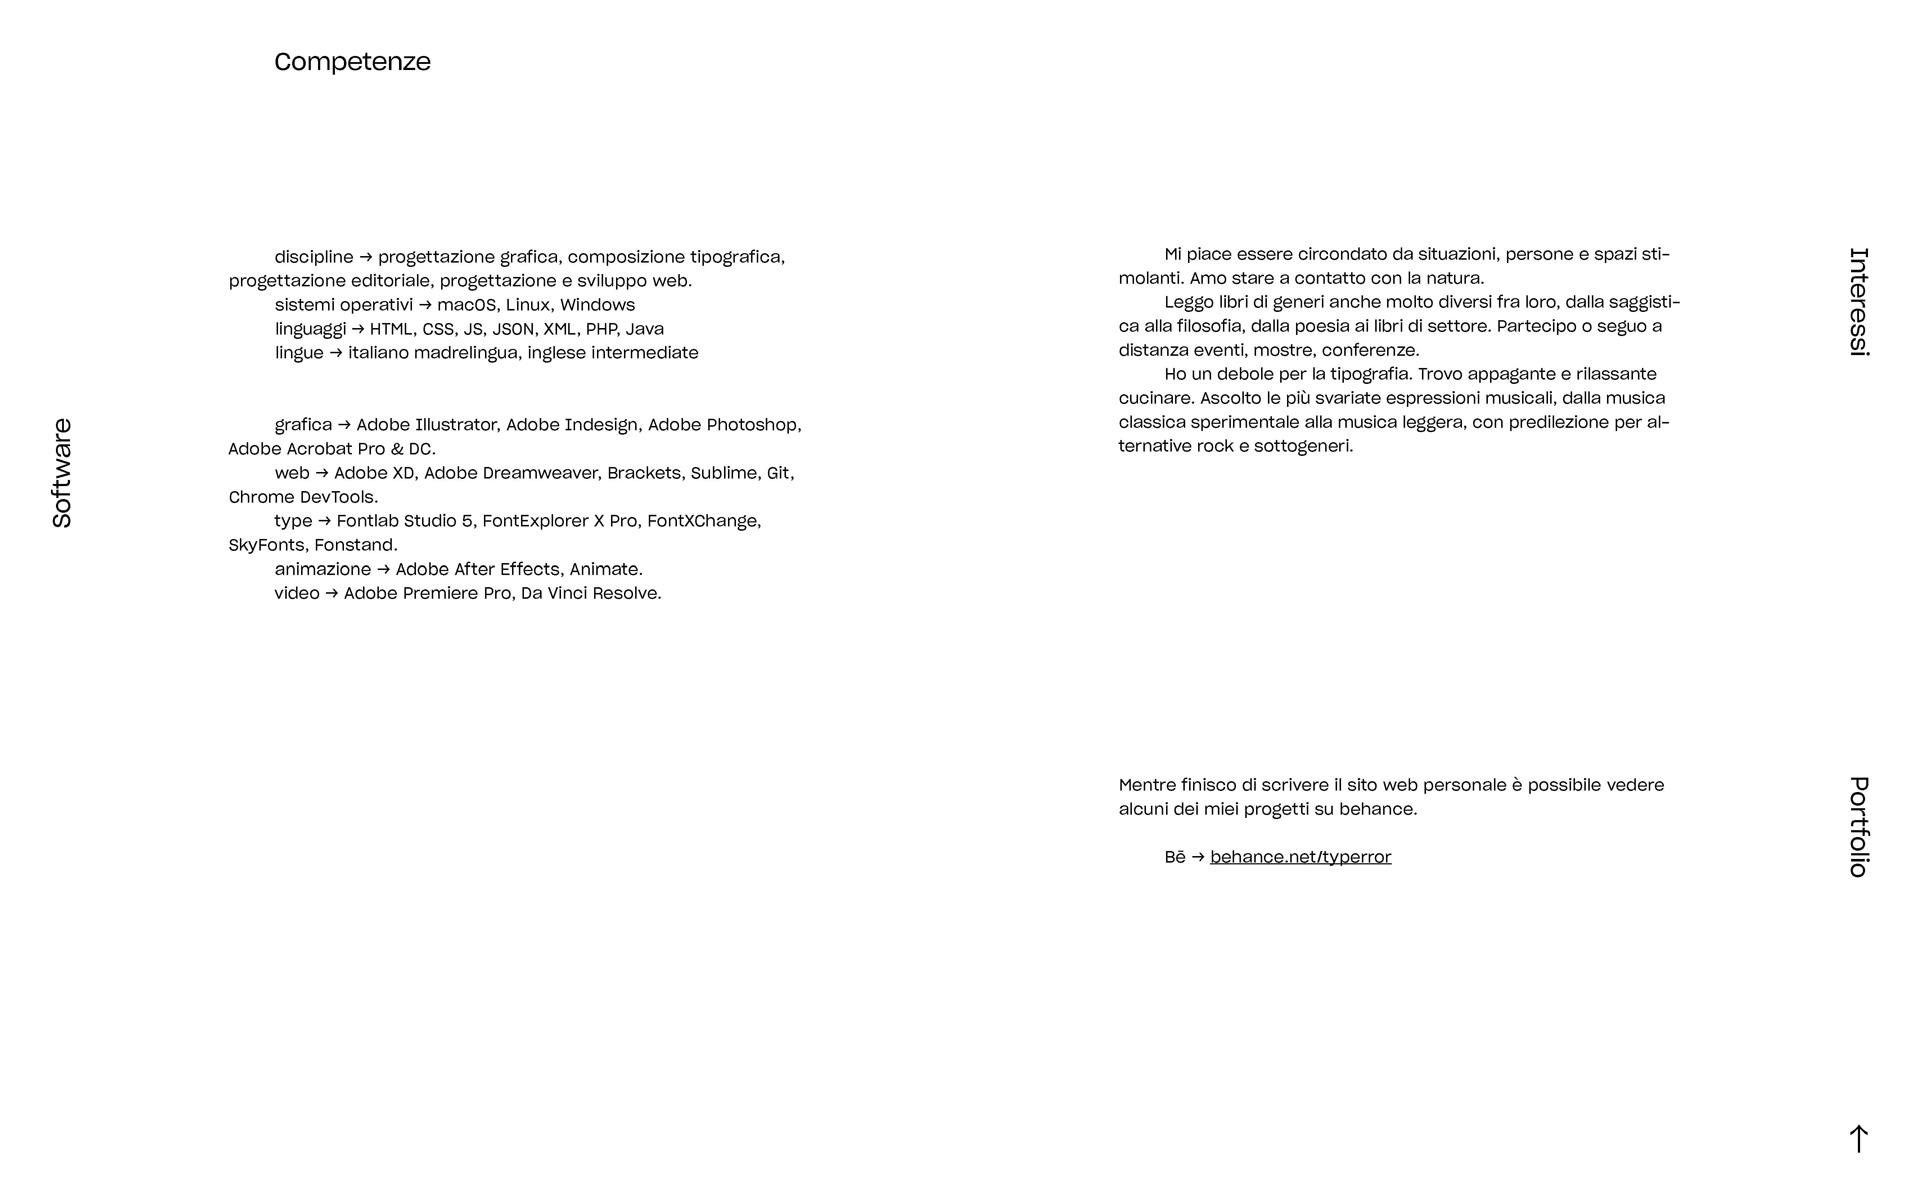 Competenze
discipline → progettazione grafica, composizione tipografica,
progettazione editoriale, progettazione e sviluppo web.
sistemi operativi → macOS, Linux, Windows
linguaggi → HTML, CSS, JS, JSON, XML, PHP, Java
lingue → italiano madrelingua, inglese intermediate
Software
grafica → Adobe Illustrator, Adobe Indesign, Adobe Photoshop,
Adobe Acrobat Pro & DC.
web → Adobe XD, Adobe Dreamweaver, Brackets, Sublime, Git,
Chrome DevTools.
type → Fontlab Studio 5, FontExplorer X Pro, FontXChange,
SkyFonts, Fonstand.
animazione → Adobe After Effects, Animate.
video → Adobe Premiere Pro, Da Vinci Resolve.
Interessi
Mi piace essere circondato da situazioni, persone e spazi sti-
molanti. Amo stare a contatto con la natura.
Leggo libri di generi anche molto diversi fra loro, dalla saggisti-
ca alla filosofia, dalla poesia ai libri di settore. Partecipo o seguo a
distanza eventi, mostre, conferenze.
Ho un debole per la tipografia. Trovo appagante e rilassante
cucinare. Ascolto le più svariate espressioni musicali, dalla musica
classica sperimentale alla musica leggera, con predilezione per al-
ternative rock e sottogeneri.
Portfolio
Mentre finisco di scrivere il sito web personale è possibile vedere
alcuni dei miei progetti su behance.
Bē → behance.net/typerror
↑